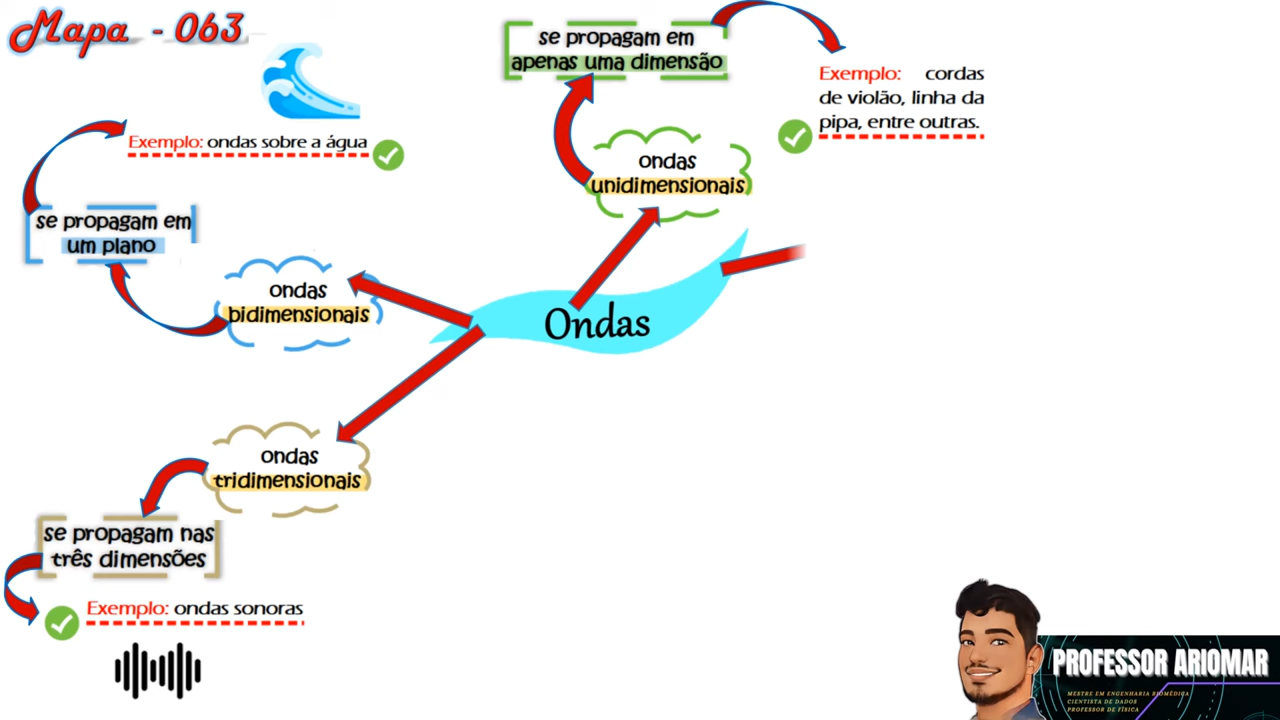 Mapa - 063
se propagam em
apenas uma dimensão
Exemplo: cordas
de violão, linha da
pipa, entre outras.
ondas
unidimensionais
Exemplo: ondas sobre a água
se propagam em
um plano
ondas
bidimensionais
Ondas
ondas
tridimensionais
se propagam nas
três dimensões
Exemplo: ondas sonoras
PROFESSOR ARIOMAR
MESTRE EM ENGENHARIA BIOMÉDICA
CIENTISTA DE DADOS
PROFESSOR DE FÍSICA